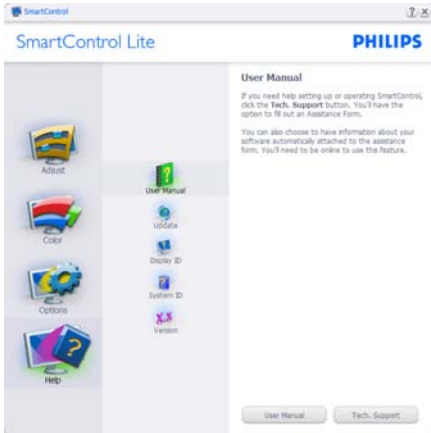 SmartControl
SmartControl Lite
PHILIPS
Adjust
Color
Options
Help
User Manual
Update
Display ID
System ID
Version
User Manual
If you need help setting up or operating SmartControl,
click the Tech. Support button. You'll have the
option to fill out an Assistance Form.
You can also choose to have information about your
software automatically attached to the assistance
form. You'll need to be online to use this feature.
User Manual
Tech. Support